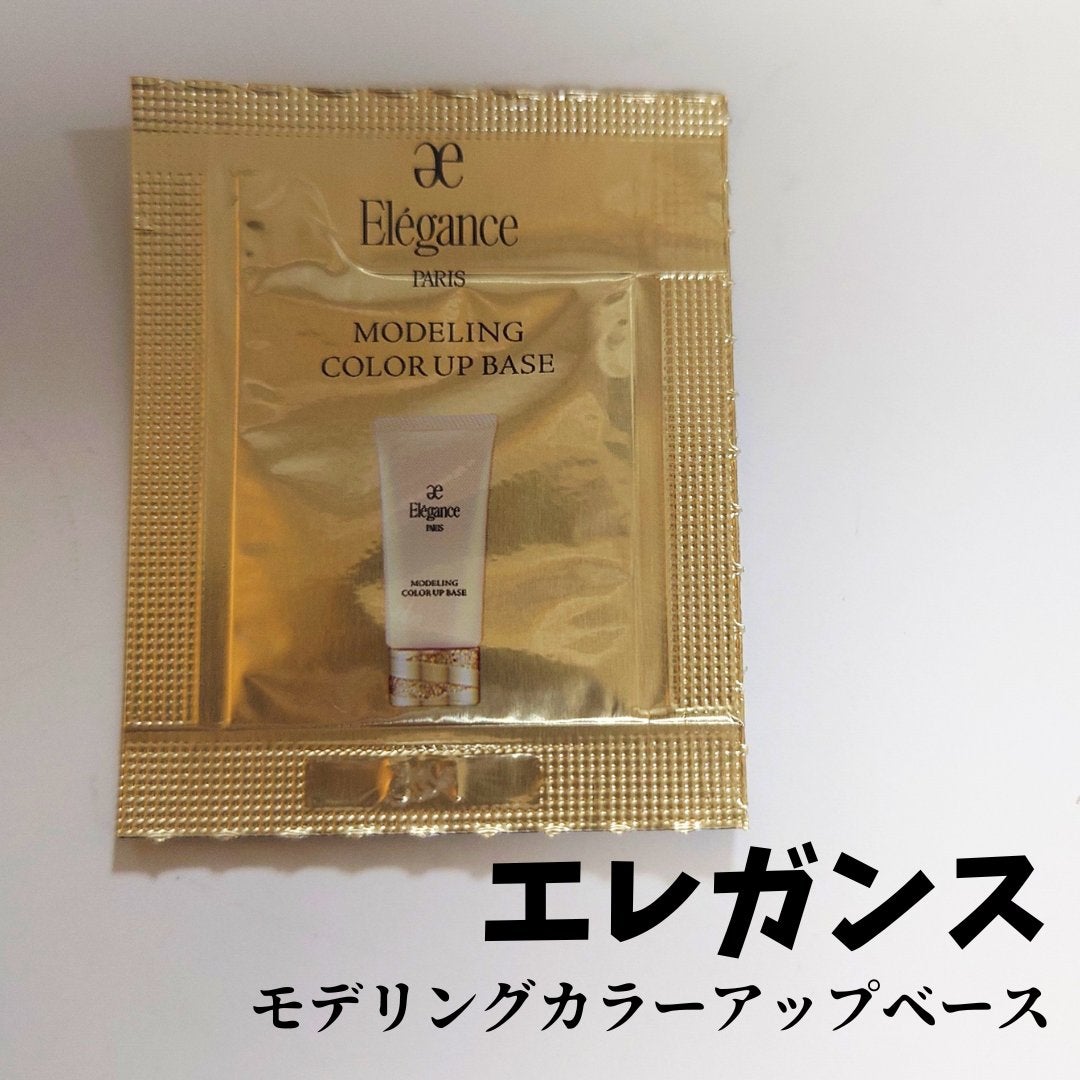 æ
Elégance
PARIS
MODELING
COLOR UP BASE
æ
Elégance
PARIS
MODELING
COLOR UP BASE
エレガンス
モデリングカラーアップベース